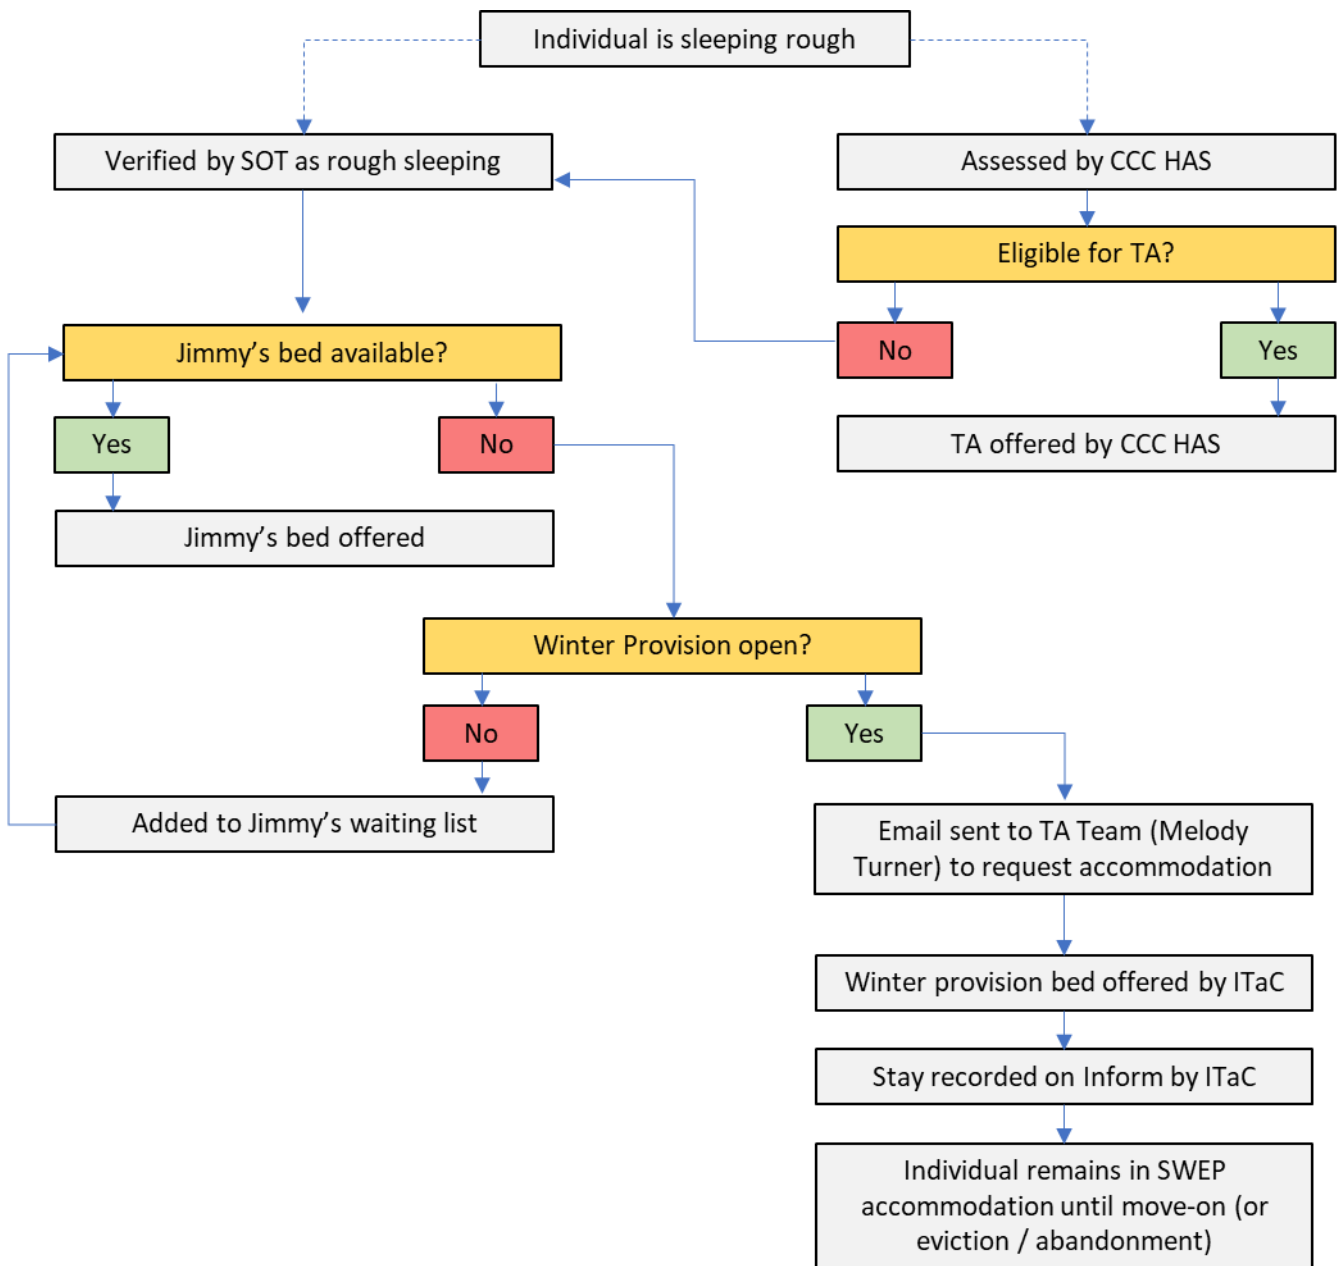 Individual is sleeping rough
Verified by SOT as rough sleeping
Assessed by CCC HAS
Eligible for TA?
Jimmy’s bed available?
No
Yes
Yes
No
TA offered by CCC HAS
Jimmy’s bed offered
Winter Provision open?
No
Yes
Added to Jimmy’s waiting list
Email sent to TA Team (Melody
Turner) to request accommodation
Winter provision bed offered by ITaC
Stay recorded on Inform by ITaC
Individual remains in SWEP
accommodation until move-on (or
eviction / abandonment)